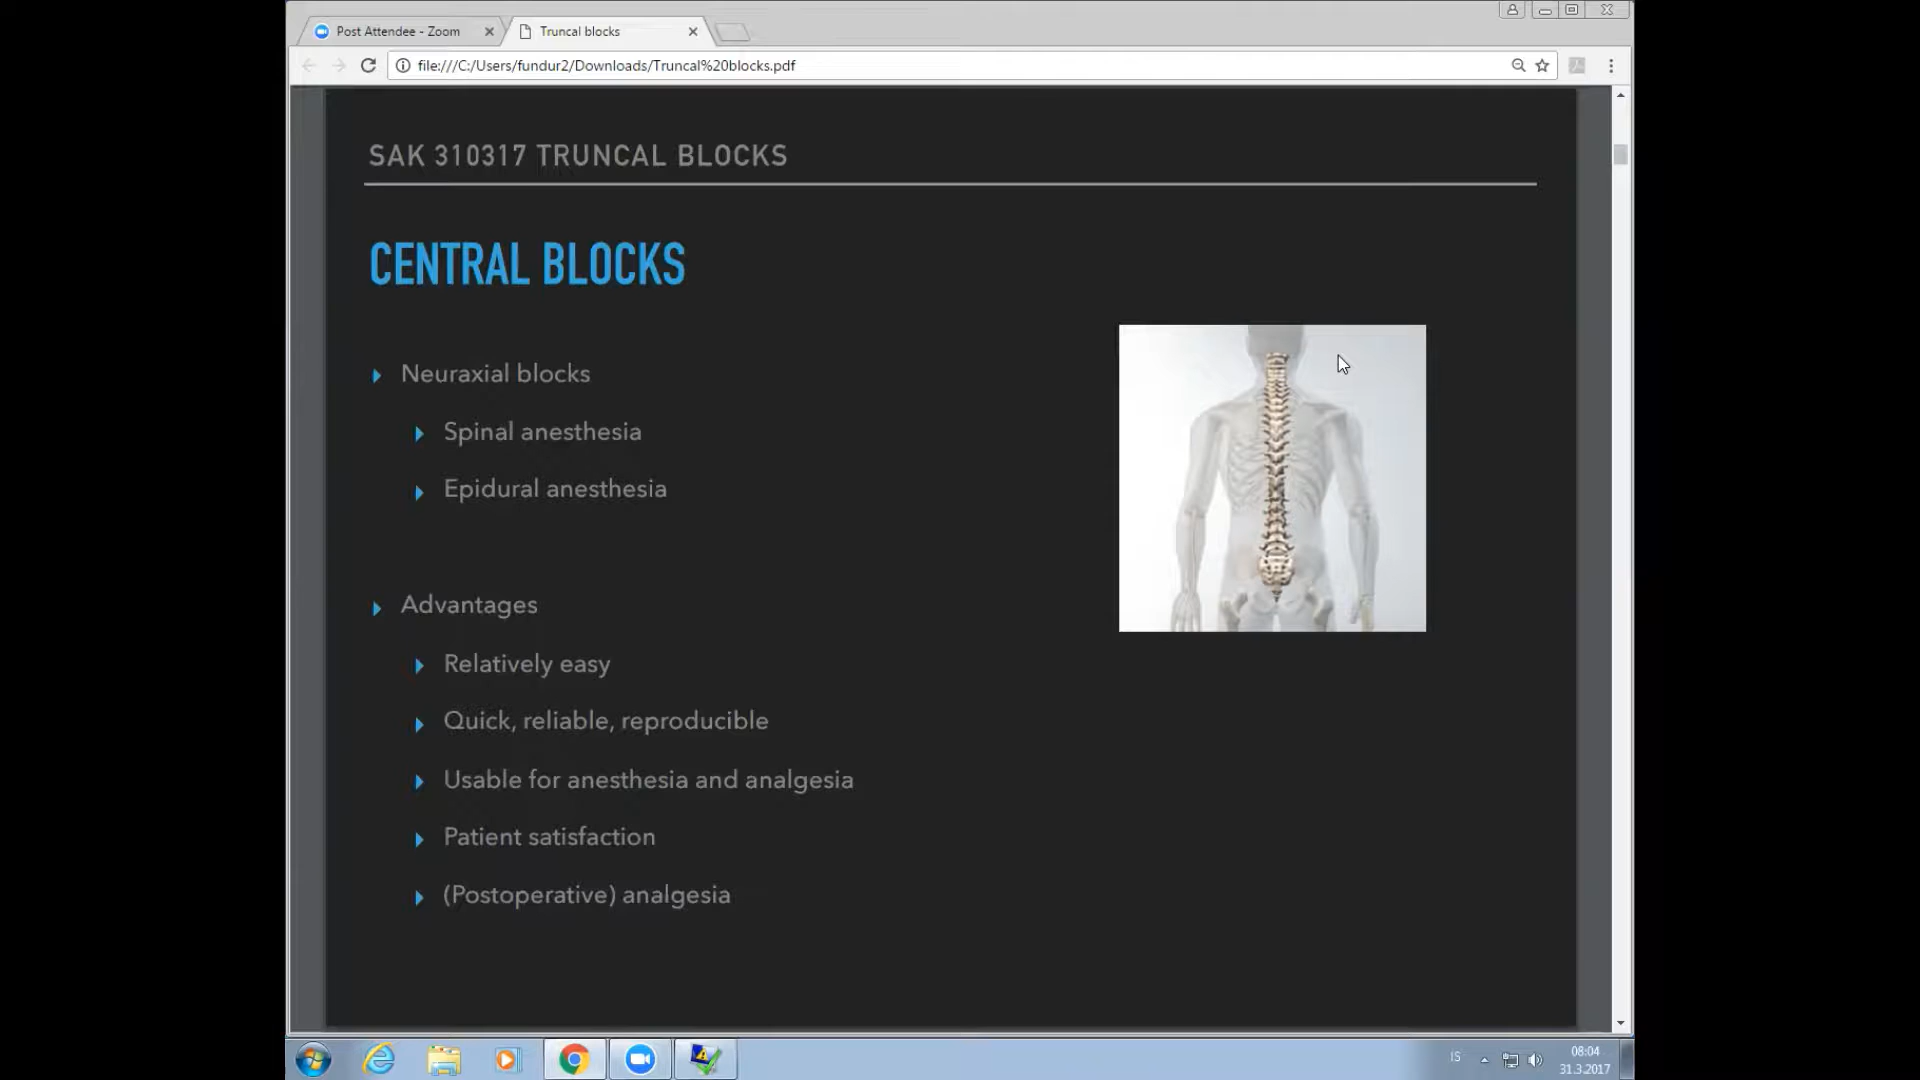 Post Attendee - Zoom
Truncal blocks
file:///C:/Users/fundur2/Downloads/Truncal%20blocks.pdf
SAK 310317 TRUNCAL BLOCKS
CENTRAL BLOCKS
Neuraxial blocks
Spinal anesthesia
Epidural anesthesia
Advantages
Relatively easy
Quick, reliable, reproducible
Usable for anesthesia and analgesia
Patient satisfaction
(Postoperative) analgesia
IS
08:04
31.3.2017